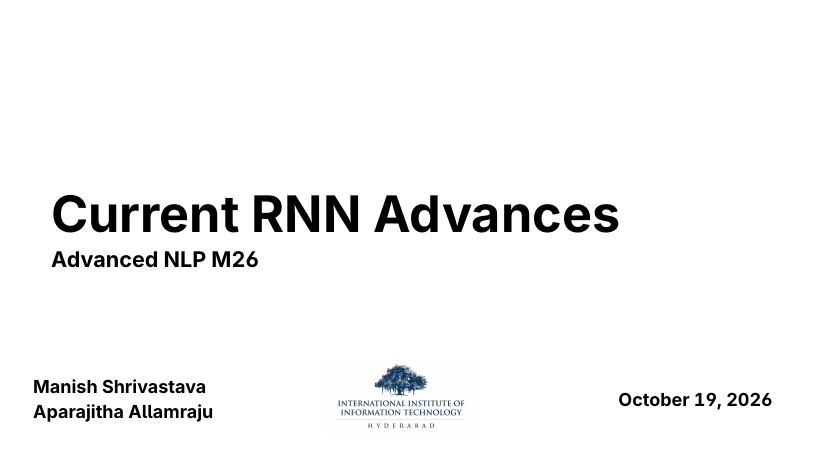 Current RNN Advances
Advanced NLP M26
Manish Shrivastava
Aparajitha Allamraju
INTERNATIONAL INSTITUTE OF
INFORMATION TECHNOLOGY
HYDERABAD
October 19, 2026